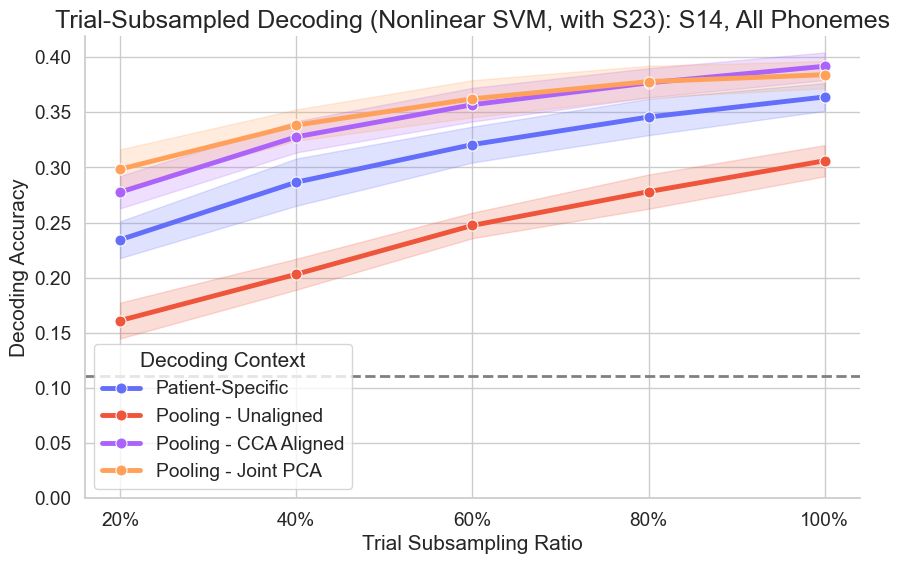 Trial-Subsampled Decoding (Nonlinear SVM, with S23): S14, All Phonemes
Decoding Accuracy
0.40
0.35
0.30
0.25
0.20
0.15
0.10
0.05
0.00
Decoding Context
Patient-Specific
Pooling - Unaligned
Pooling - CCA Aligned
Pooling - Joint PCA
20%
40%
60%
80%
100%
Trial Subsampling Ratio